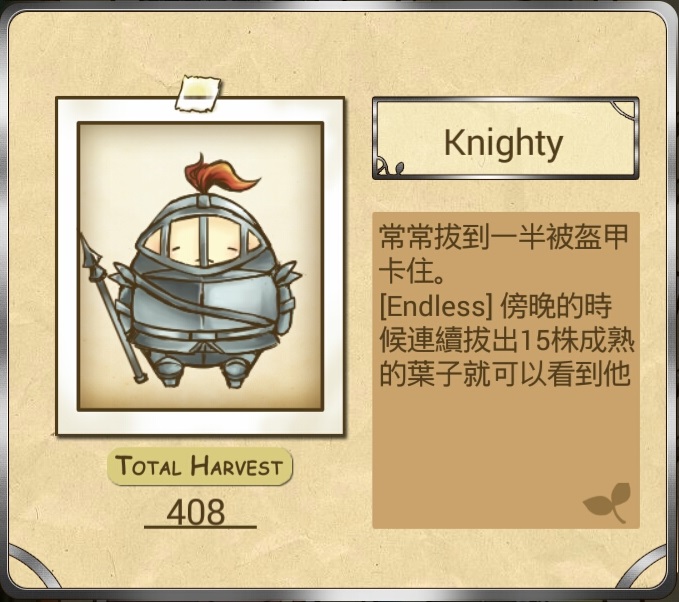 Knighty
常常拔到一半被盔甲
卡住。
[Endless] 傍晚的時
候連續拔出15株成熟
的葉子就可以看到他
TOTAL HARVEST
408